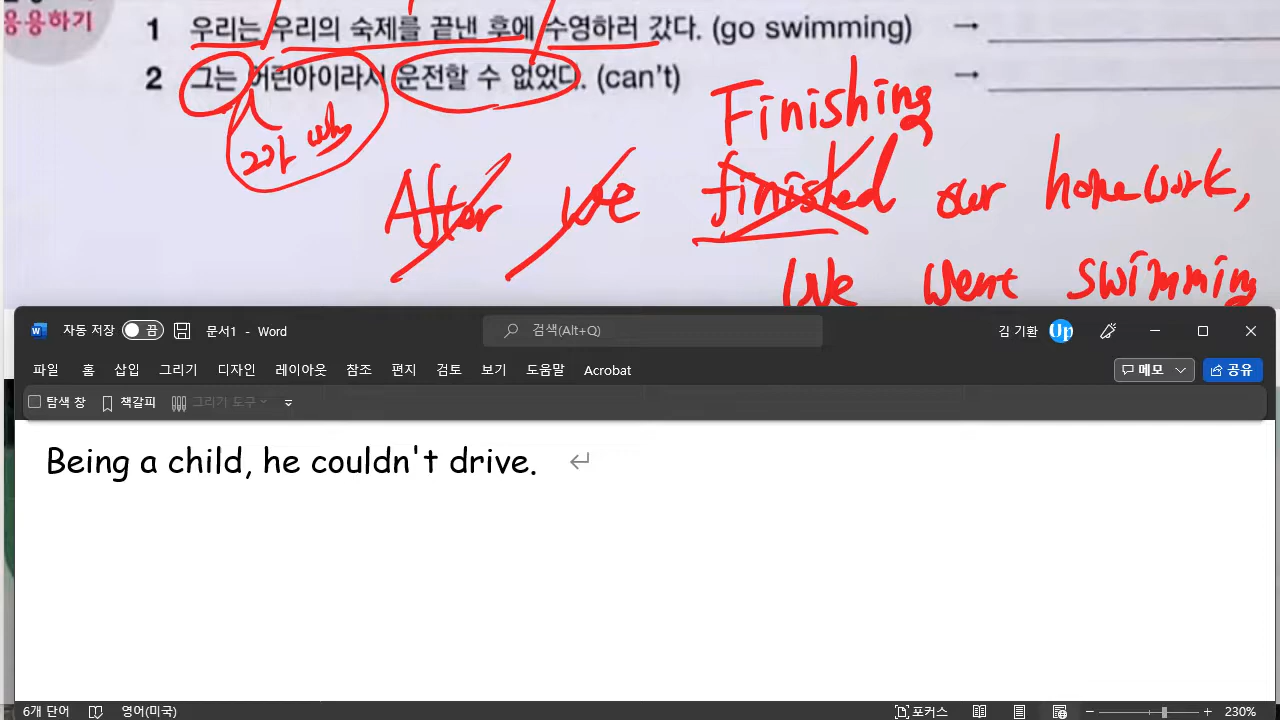 응용하기
1 우리는 우리의 숙제를 끝낸 후에 수영하러 갔다. (go swimming) →
2 그는 어린아이라서 운전할 수 없었다. (can't) →
Finishing
그가 why
After we finished our homework,
We went swimming
자동 저장 끔 문서1 - Word 검색(Alt+Q) 김 기환 Up
파일 홈 삽입 그리기 디자인 레이아웃 참조 편지 검토 보기 도움말 Acrobat 메모 공유
탐색 창 책갈피 그리기 도구
Being a child, he couldn't drive.
6개 단어 영어(미국) 포커스 230%